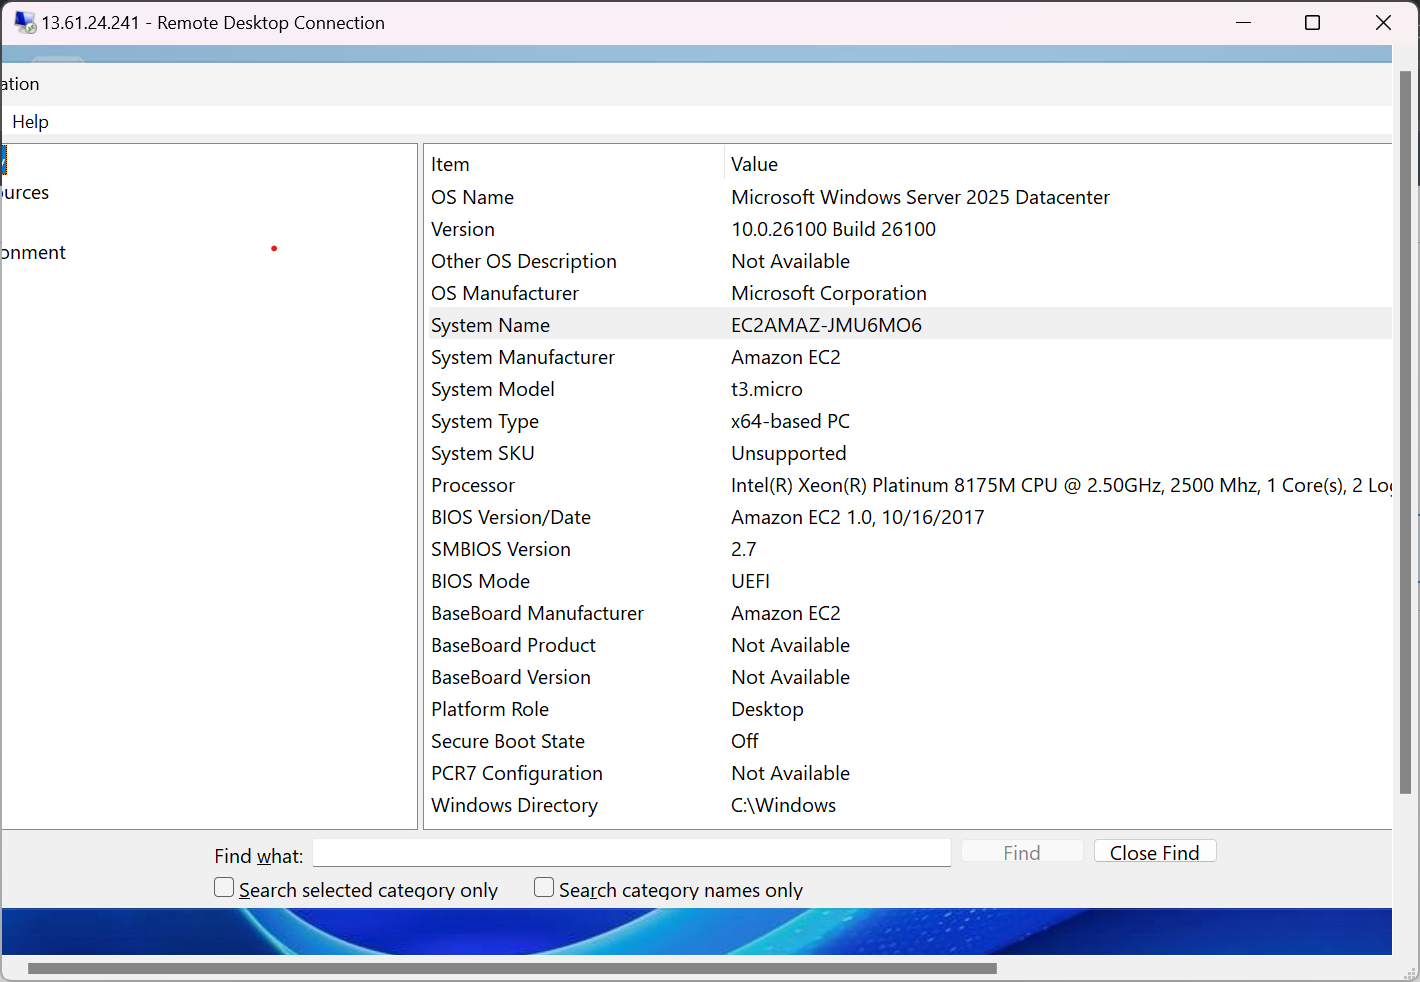 13.61.24.241 - Remote Desktop Connection
ation
Help
Item Value
OS Name Microsoft Windows Server 2025 Datacenter
urces
Version 10.0.26100 Build 26100
onment
Other OS Description Not Available
OS Manufacturer Microsoft Corporation
System Name EC2AMAZ-JMU6MO6
System Manufacturer Amazon EC2
System Model t3.micro
System Type x64-based PC
System SKU Unsupported
Processor Intel(R) Xeon(R) Platinum 8175M CPU @ 2.50GHz, 2500 Mhz, 1 Core(s), 2 Lo
BIOS Version/Date Amazon EC2 1.0, 10/16/2017
SMBIOS Version 2.7
BIOS Mode UEFI
BaseBoard Manufacturer Amazon EC2
BaseBoard Product Not Available
BaseBoard Version Not Available
Platform Role Desktop
Secure Boot State Off
PCR7 Configuration Not Available
Windows Directory C:\Windows
Find what: Find Close Find
Search selected category only Search category names only